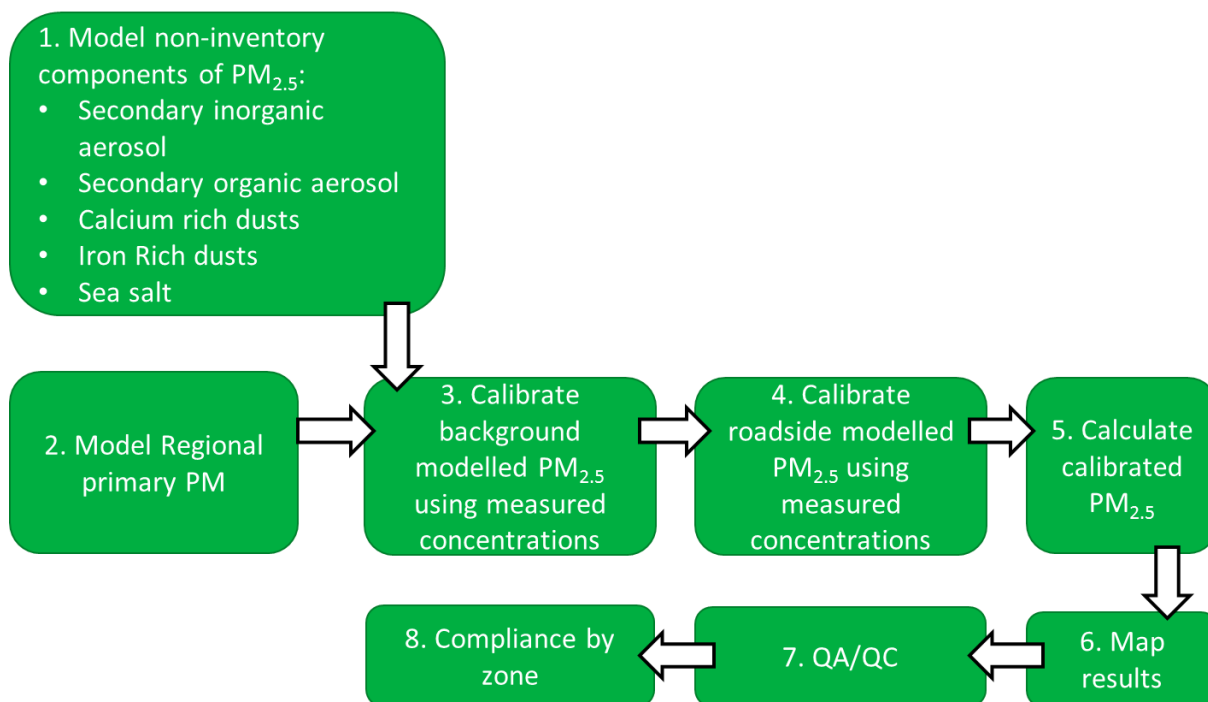 1. Model non-inventory
components of PM2.5:
• Secondary inorganic
aerosol
• Secondary organic aerosol
• Calcium rich dusts
• Iron Rich dusts
• Sea salt
2. Model Regional
primary PM
3. Calibrate
background
modelled PM2.5
using measured
concentrations
4. Calibrate
roadside modelled
PM2.5 using
measured
concentrations
5. Calculate
calibrated
PM2.5
6. Map
results
7. QA/QC
8. Compliance by
zone